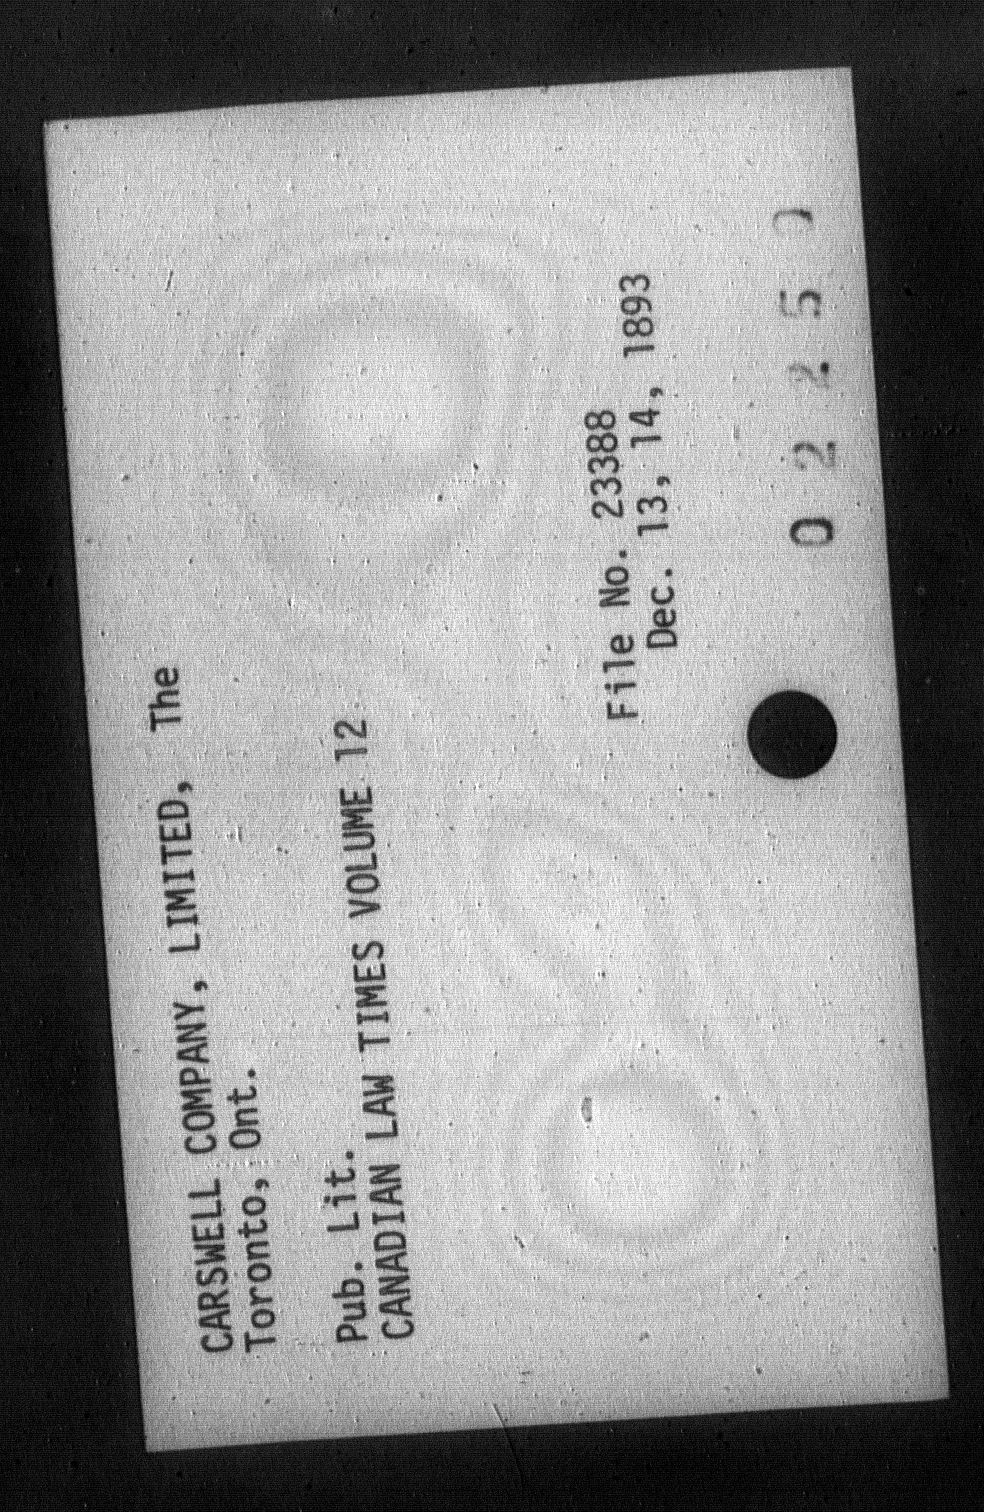 CARSWELL COMPANY, LIMITED, The
Toronto, Ont.
Pub. Lit.
CANADIAN LAW TIMES VOLUME 12
File No. 23388
Dec. 13, 14, 1893
0 2 2 5